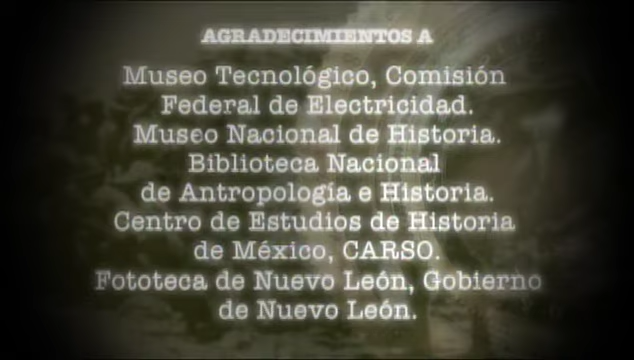 AGRADECIMIENTOS A
Museo Tecnológico, Comisión
Federal de Electricidad.
Museo Nacional de Historia.
Biblioteca Nacional
de Antropología e Historia.
Centro de Estudios de Historia
de México, CARSO.
Fototeca de Nuevo León, Gobierno
de Nuevo León.